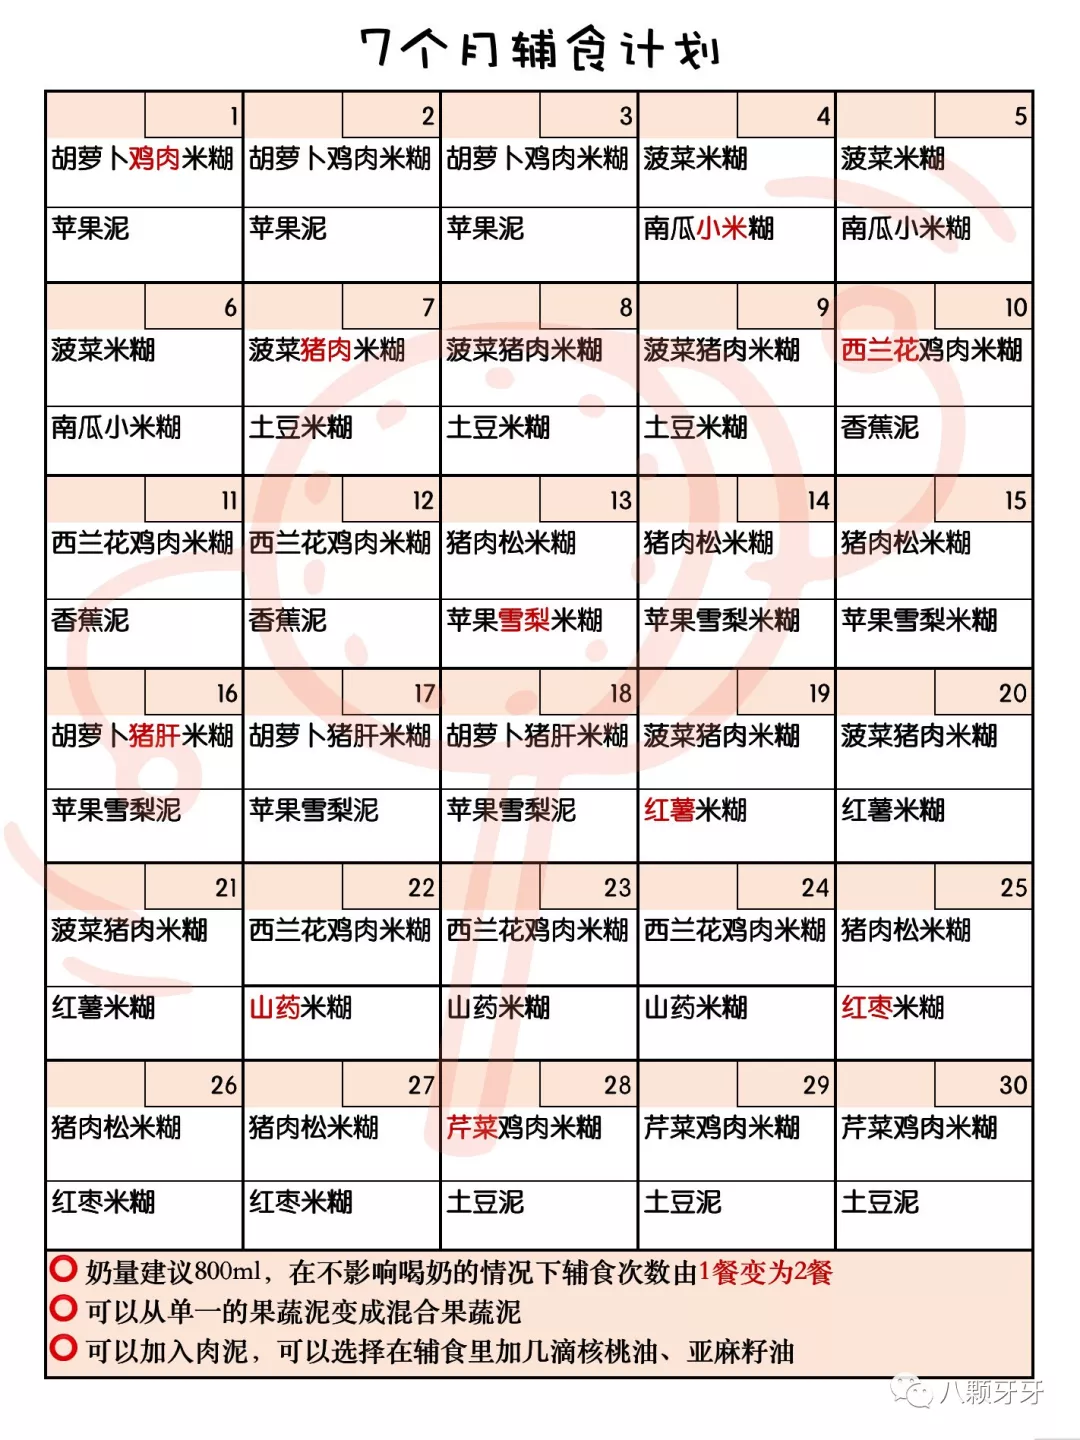 7个月辅食计划
1 2 3 4 5
胡萝卜鸡肉米糊 胡萝卜鸡肉米糊 胡萝卜鸡肉米糊 菠菜米糊 菠菜米糊
苹果泥 苹果泥 苹果泥 南瓜小米糊 南瓜小米糊
6 7 8 9 10
菠菜米糊 菠菜猪肉米糊 菠菜猪肉米糊 菠菜猪肉米糊 西兰花鸡肉米糊
南瓜小米糊 土豆米糊 土豆米糊 土豆米糊 香蕉泥
11 12 13 14 15
西兰花鸡肉米糊 西兰花鸡肉米糊 猪肉松米糊 猪肉松米糊 猪肉松米糊
香蕉泥 香蕉泥 苹果雪梨米糊 苹果雪梨米糊 苹果雪梨米糊
16 17 18 19 20
胡萝卜猪肝米糊 胡萝卜猪肝米糊 胡萝卜猪肝米糊 菠菜猪肉米糊 菠菜猪肉米糊
苹果雪梨泥 苹果雪梨泥 苹果雪梨泥 红薯米糊 红薯米糊
21 22 23 24 25
菠菜猪肉米糊 西兰花鸡肉米糊 西兰花鸡肉米糊 西兰花鸡肉米糊 猪肉松米糊
红薯米糊 山药米糊 山药米糊 山药米糊 红枣米糊
26 27 28 29 30
猪肉松米糊 猪肉松米糊 芹菜鸡肉米糊 芹菜鸡肉米糊 芹菜鸡肉米糊
红枣米糊 红枣米糊 土豆泥 土豆泥 土豆泥
奶量建议800ml，在不影响喝奶的情况下辅食次数由1餐变为2餐
可以从单一的果蔬泥变成混合果蔬泥
可以加入肉泥，可以选择在辅食里加几滴核桃油、亚麻籽油
八颗牙牙